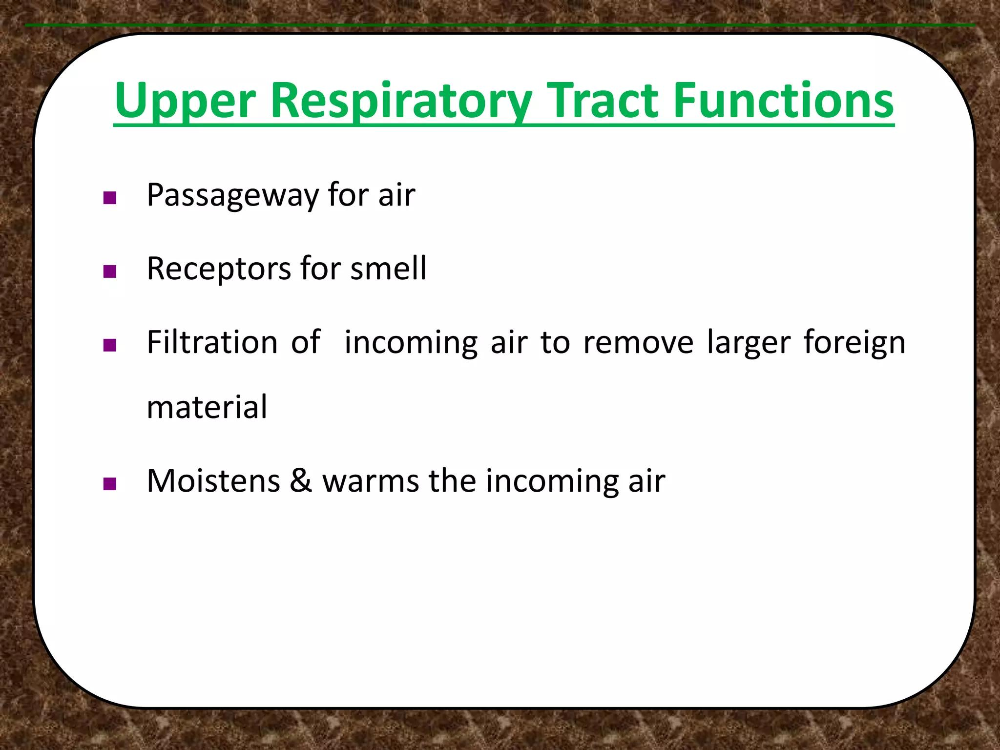 Upper Respiratory Tract Functions
Passageway for air
Receptors for smell
Filtration of incoming air to remove larger foreign
material
Moistens & warms the incoming air